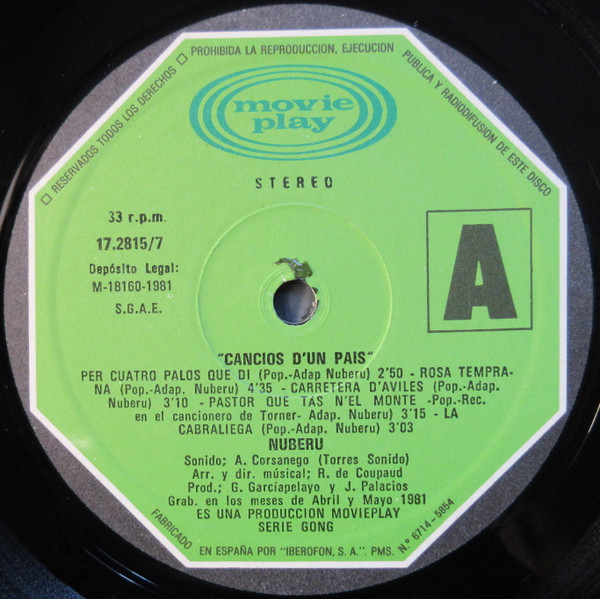 □ RESERVADOS TODOS LOS DERECHOS □ PROHIBIDA LA REPRODUCCION, EJECUCION PUBLICA Y RADIODIFUSION DE ESTE DISCO
movie
play
STEREO
33 r.p.m.
17.2815/7
Depósito Legal:
M-18160-1981
S.G.A.E.
A
"CANCIOS D'UN PAIS"
PER CUATRO PALOS QUE DI (Pop.-Adap Nuberu) 2'50 - ROSA TEMPRA-
NA (Pop.-Adap. Nuberu) 4'35 - CARRETERA D'AVILES (Pop.-Adap.
Nuberu) 3'10 - PASTOR QUE TAS N'EL MONTE -Pop.-Rec.
en el cancionero de Torner- Adap. Nuberu) 3'15 - LA
CABRALIEGA (Pop.-Adap. Nuberu) 3'03
NUBERU
Sonido; A. Corsanego (Torres Sonido)
Arr. y dir. músical; R. de Coupaud
Prod.; G. Garcíapelayo y J. Palacios
Grab. en los meses de Abril y Mayo 1981
ES UNA PRODUCCION MOVIEPLAY
SERIE GONG
FABRICADO EN ESPAÑA POR "IBEROFON, S.A." PMS. N.º 6714-5854